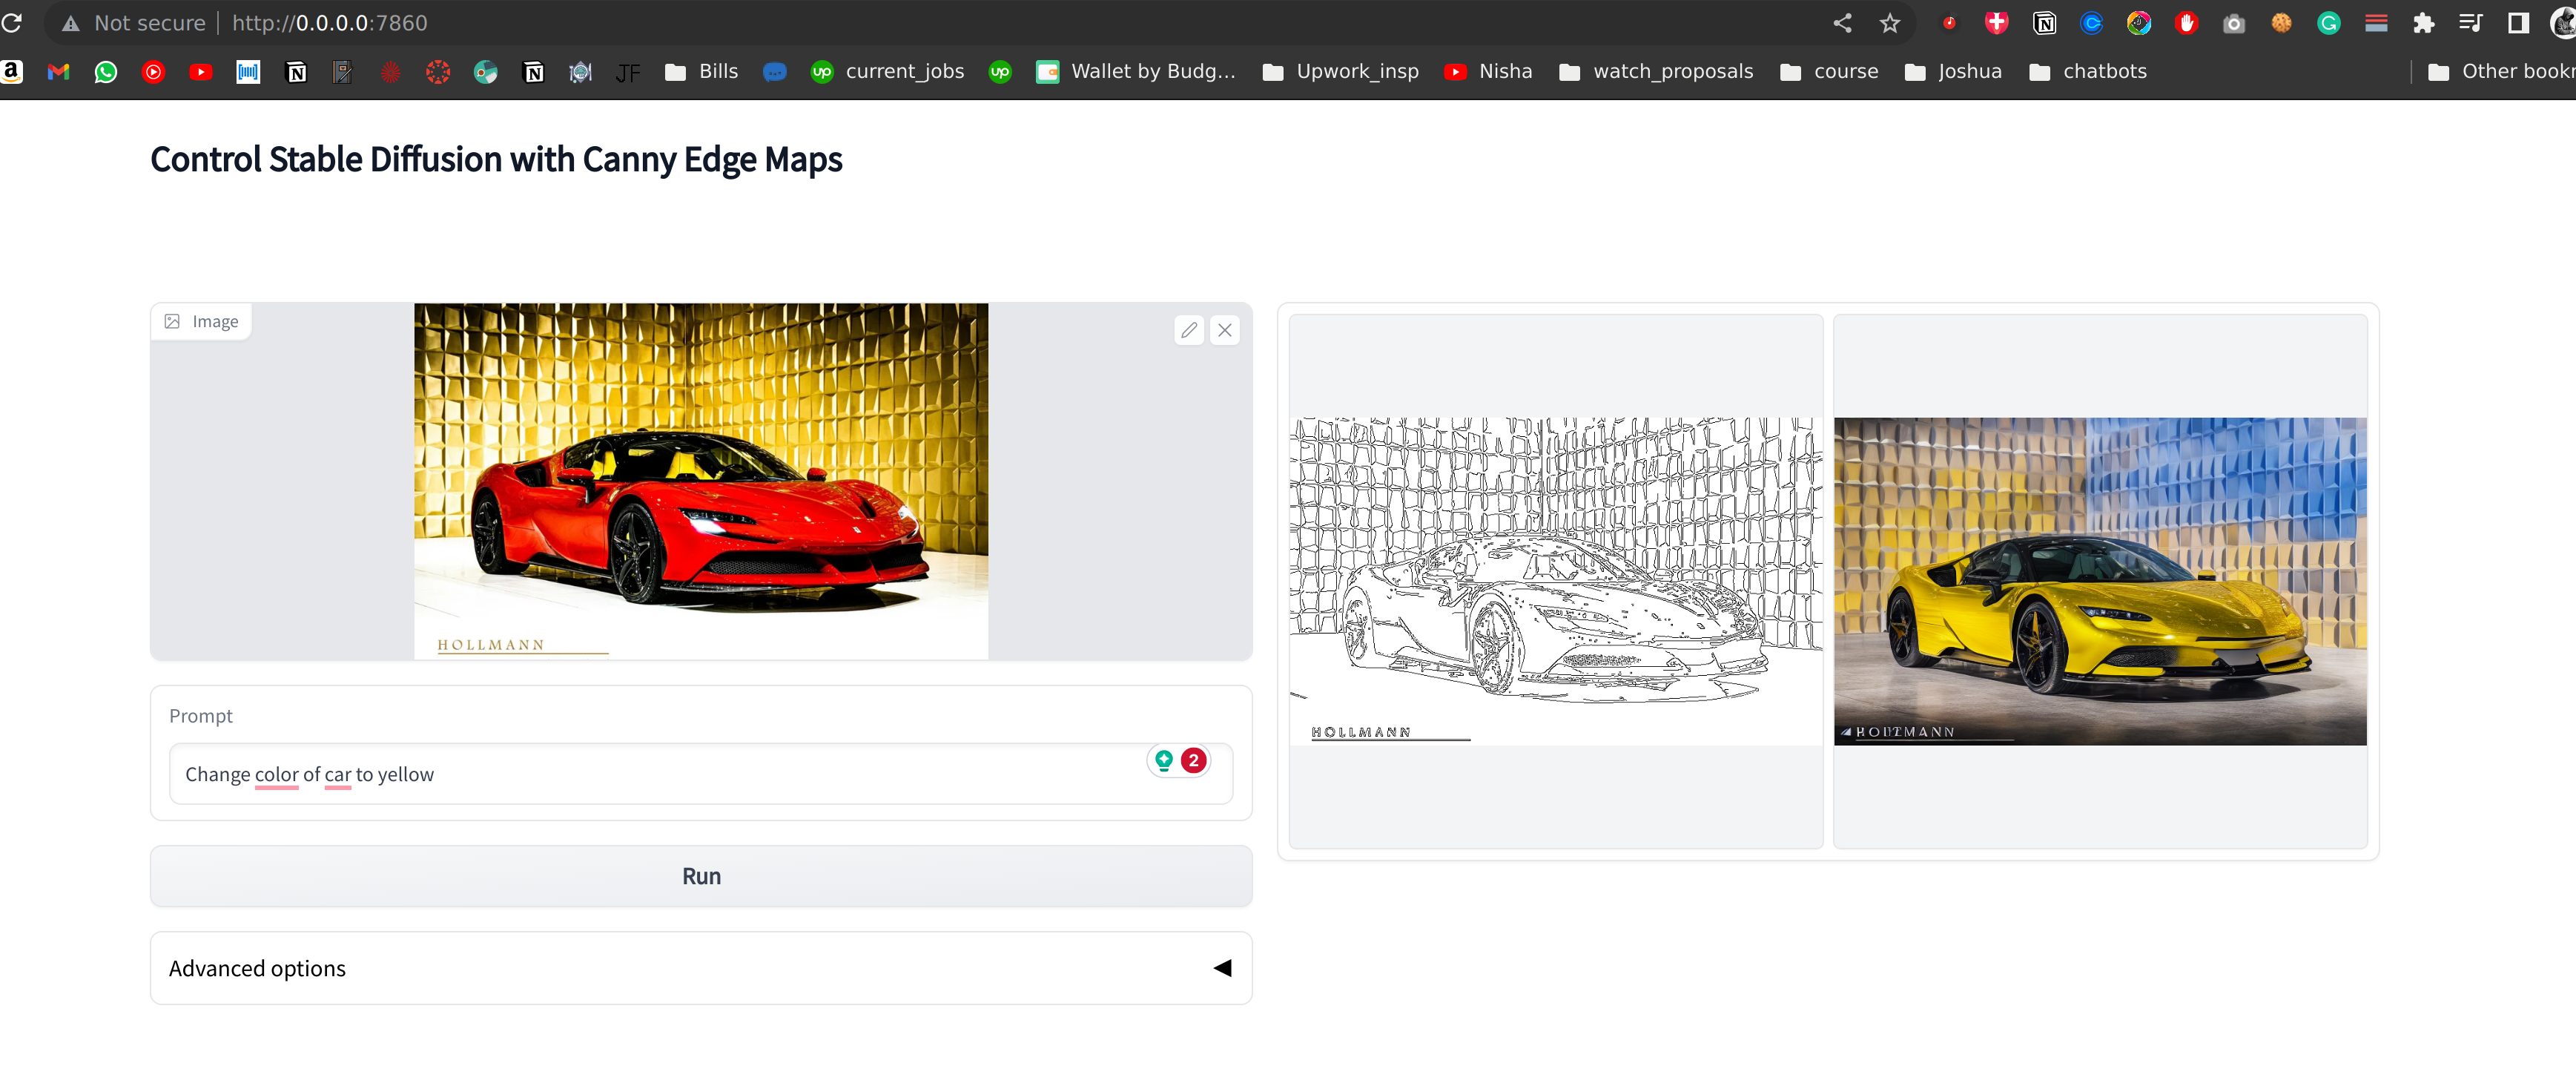 Not secure http://0.0.0.0:7860
Bills current_jobs Wallet by Budg... Upwork_insp Nisha watch_proposals course Joshua chatbots Other bookr
Control Stable Diffusion with Canny Edge Maps
Image
HOLLMANN
Prompt
Change color of car to yellow
2
Run
Advanced options
HOLLMANN